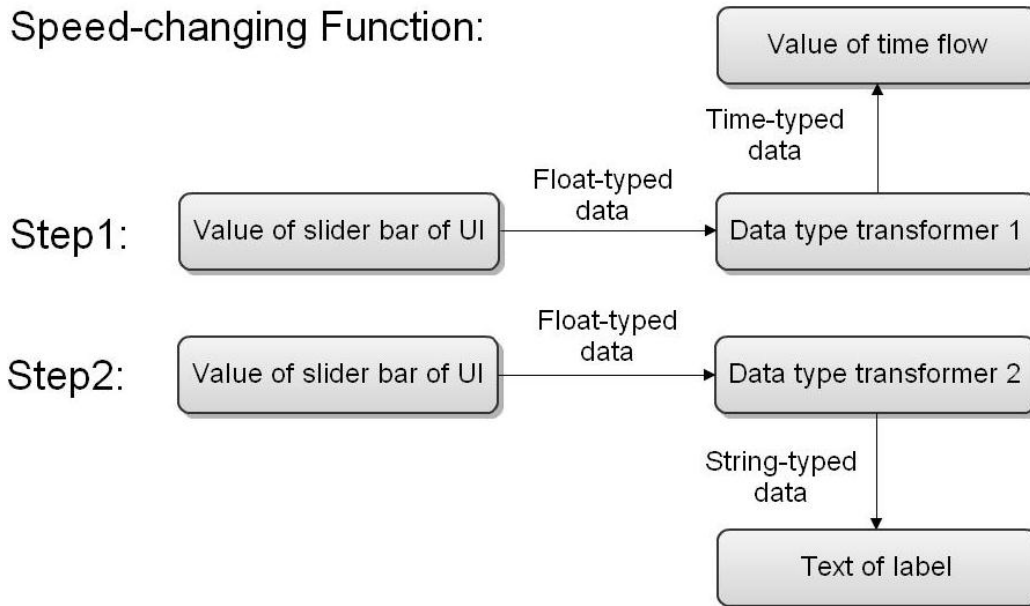 Speed-changing Function:
Value of time flow
Time-typed
data
Float-typed
data
Step1:
Value of slider bar of UI
Data type transformer 1
Float-typed
data
Step2:
Value of slider bar of UI
Data type transformer 2
String-typed
data
Text of label